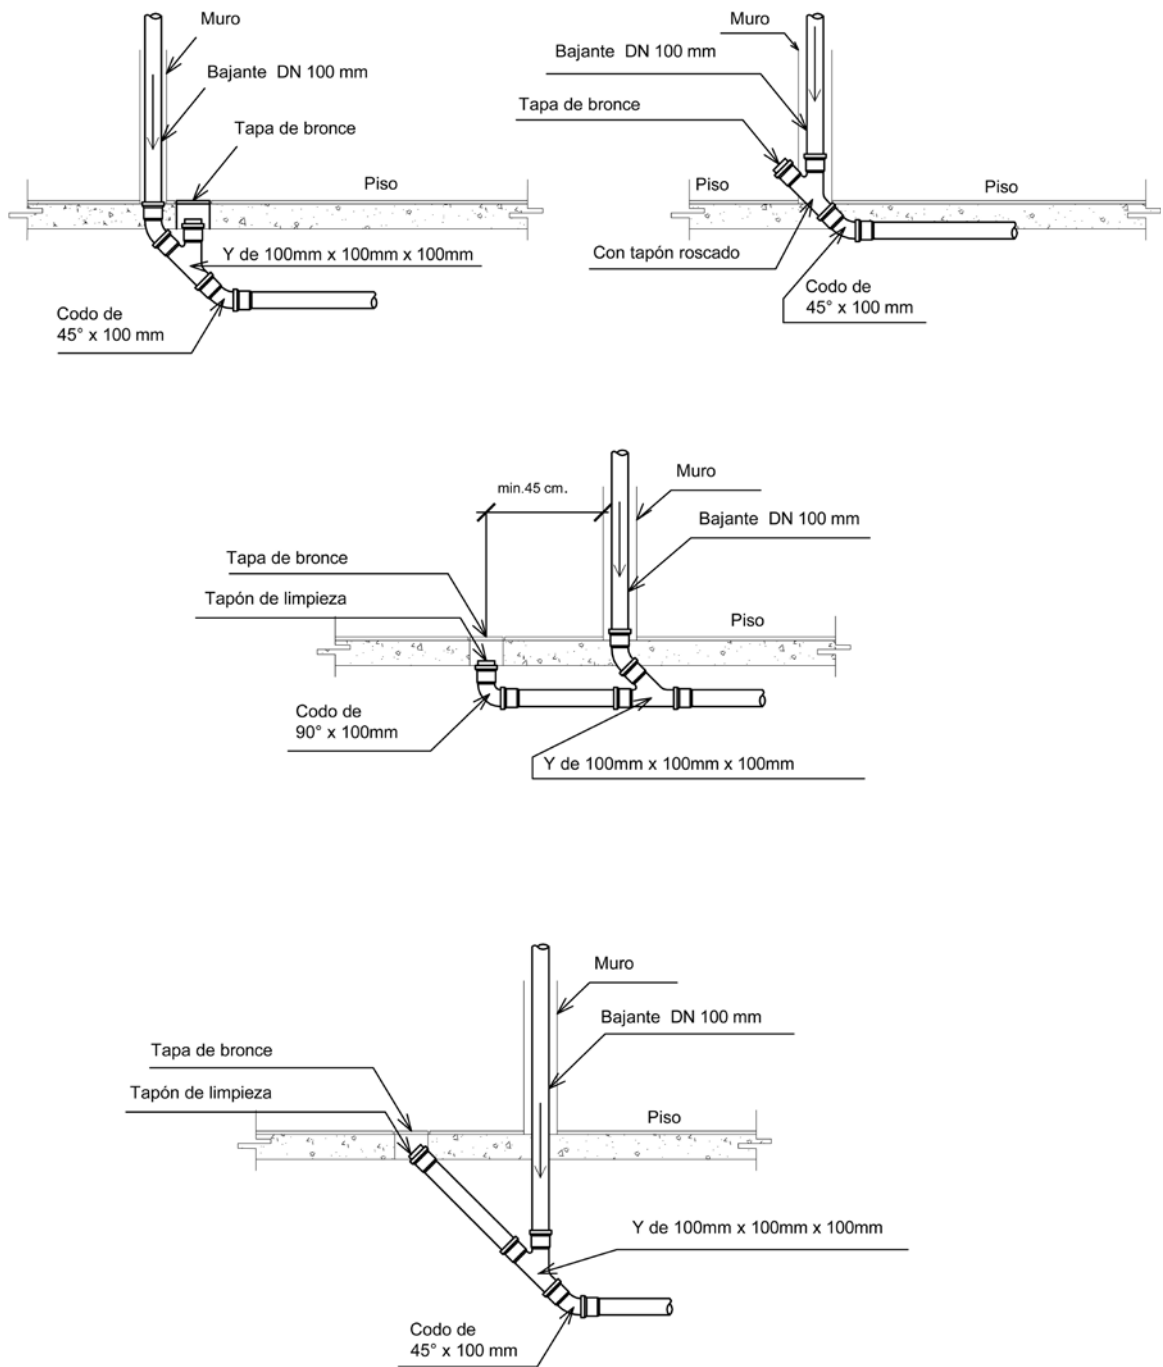 Muro
Bajante DN 100 mm
Tapa de bronce
Piso
Y de 100mm x 100mm x 100mm
Codo de
45° x 100 mm
Muro
Bajante DN 100 mm
Tapa de bronce
Piso
Piso
Con tapón roscado
Codo de
45° x 100 mm
min.45 cm.
Muro
Bajante DN 100 mm
Tapa de bronce
Tapón de limpieza
Piso
Codo de
90° x 100mm
Y de 100mm x 100mm x 100mm
Muro
Bajante DN 100 mm
Tapa de bronce
Tapón de limpieza
Piso
Y de 100mm x 100mm x 100mm
Codo de
45° x 100 mm